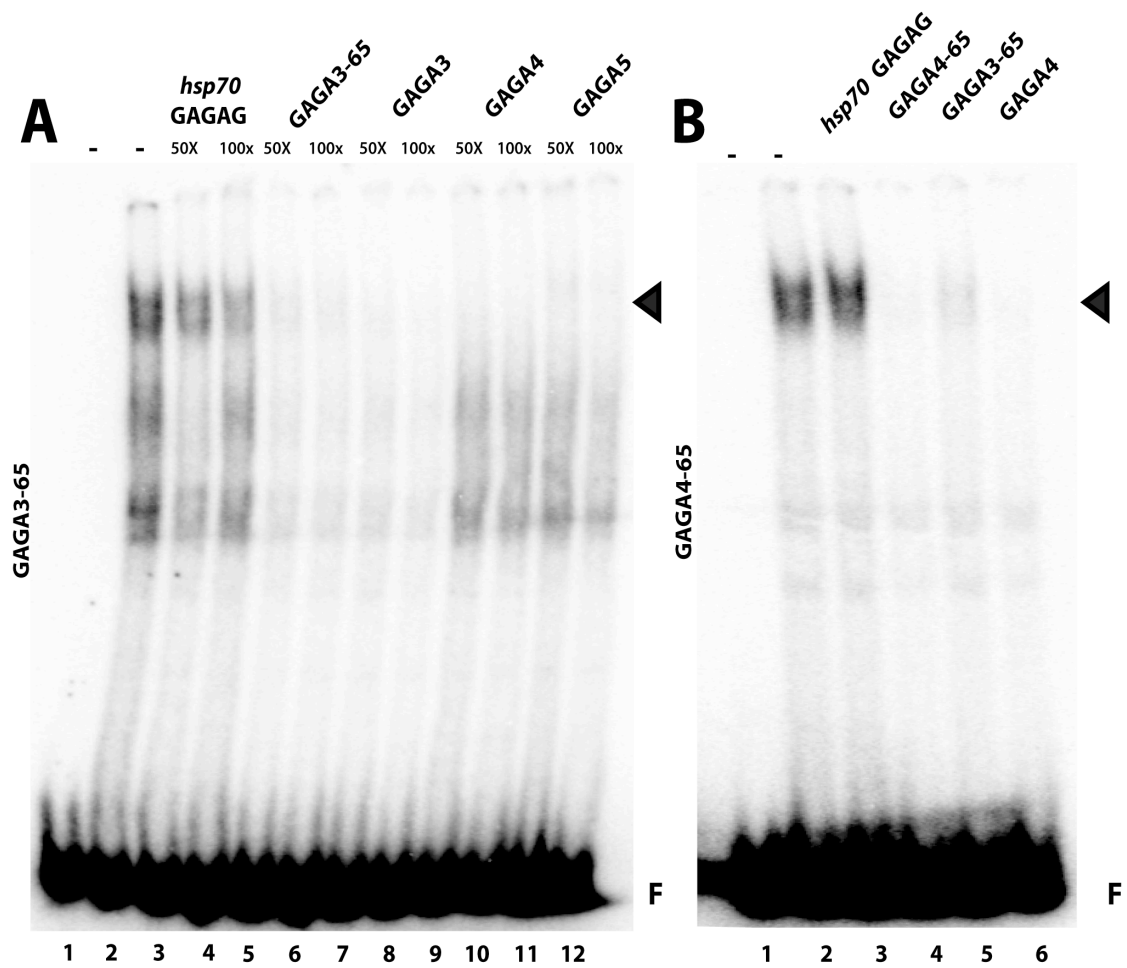 A
hsp70
GAGAG
GAGA3-65
GAGA3
GAGA4
GAGA5
- - 50X 100x 50X 100x 50X 100x 50X 100x 50X 100x
GAGA3-65
F
1 2 3 4 5 6 7 8 9 10 11 12
B
hsp70 GAGAG
GAGA4-65
GAGA3-65
GAGA4
- -
GAGA4-65
F
1 2 3 4 5 6